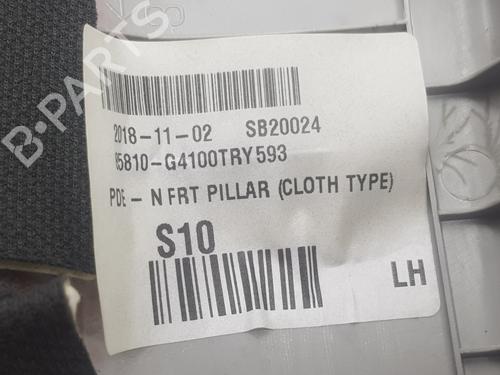 B-PARTS
2018-11-02 SB20024
85810-G4100TRY593
PDE - N FRT PILLAR (CLOTH TYPE)
S10
LH